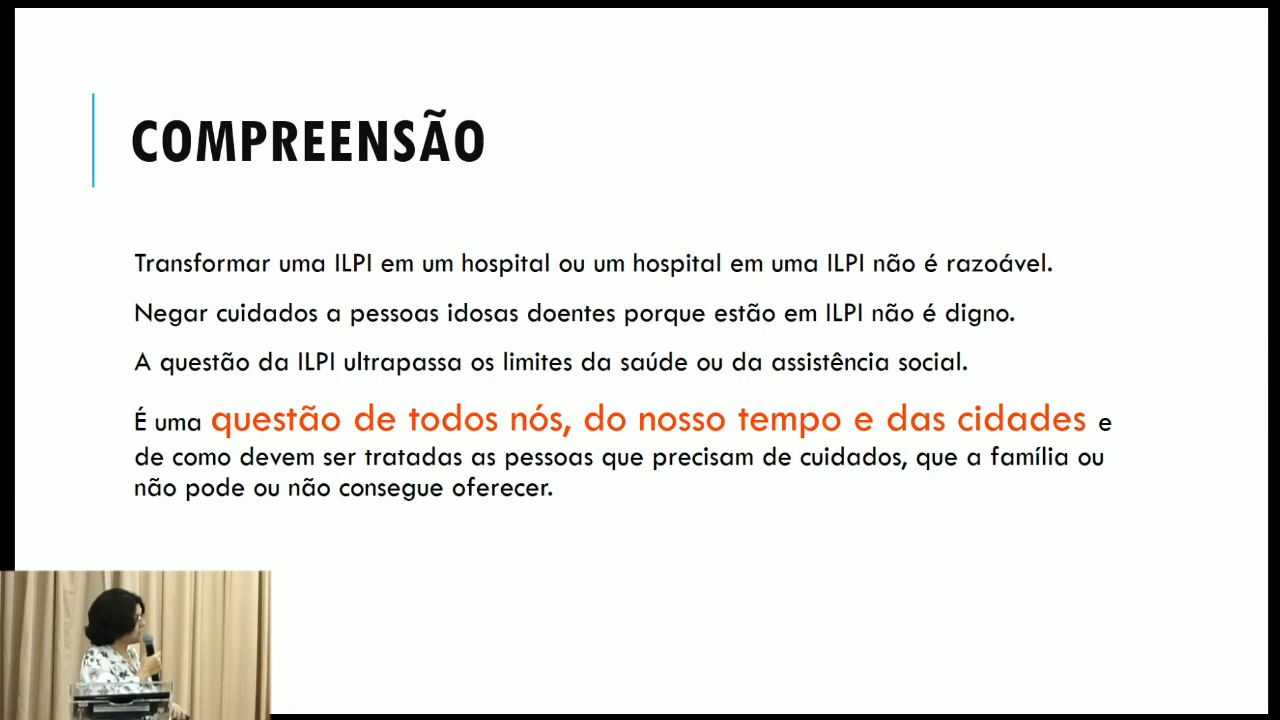 COMPREENSÃO
Transformar uma ILPI em um hospital ou um hospital em uma ILPI não é razoável.
Negar cuidados a pessoas idosas doentes porque estão em ILPI não é digno.
A questão da ILPI ultrapassa os limites da saúde ou da assistência social.
É uma questão de todos nós, do nosso tempo e das cidades e
de como devem ser tratadas as pessoas que precisam de cuidados, que a família ou
não pode ou não consegue oferecer.